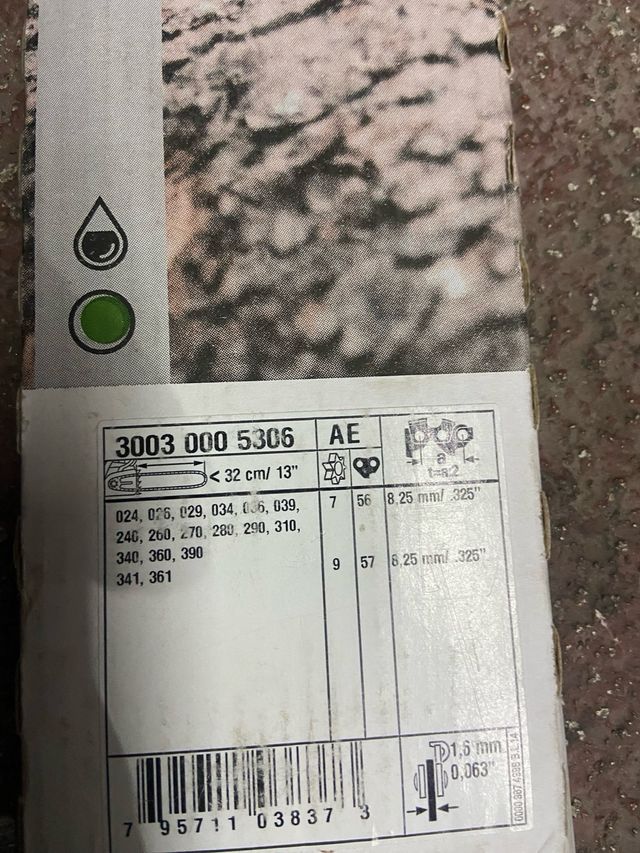 3003 000 5306 AE
a
t=a:2
< 32 cm/ 13"
024, 026, 029, 034, 036, 039, 7 56 8,25 mm/ .325"
240, 260, 270, 280, 290, 310,
340, 360, 390
341, 361 9 57 8,25 mm/ .325"
1,6 mm
0,063"
7 95711 03837 3